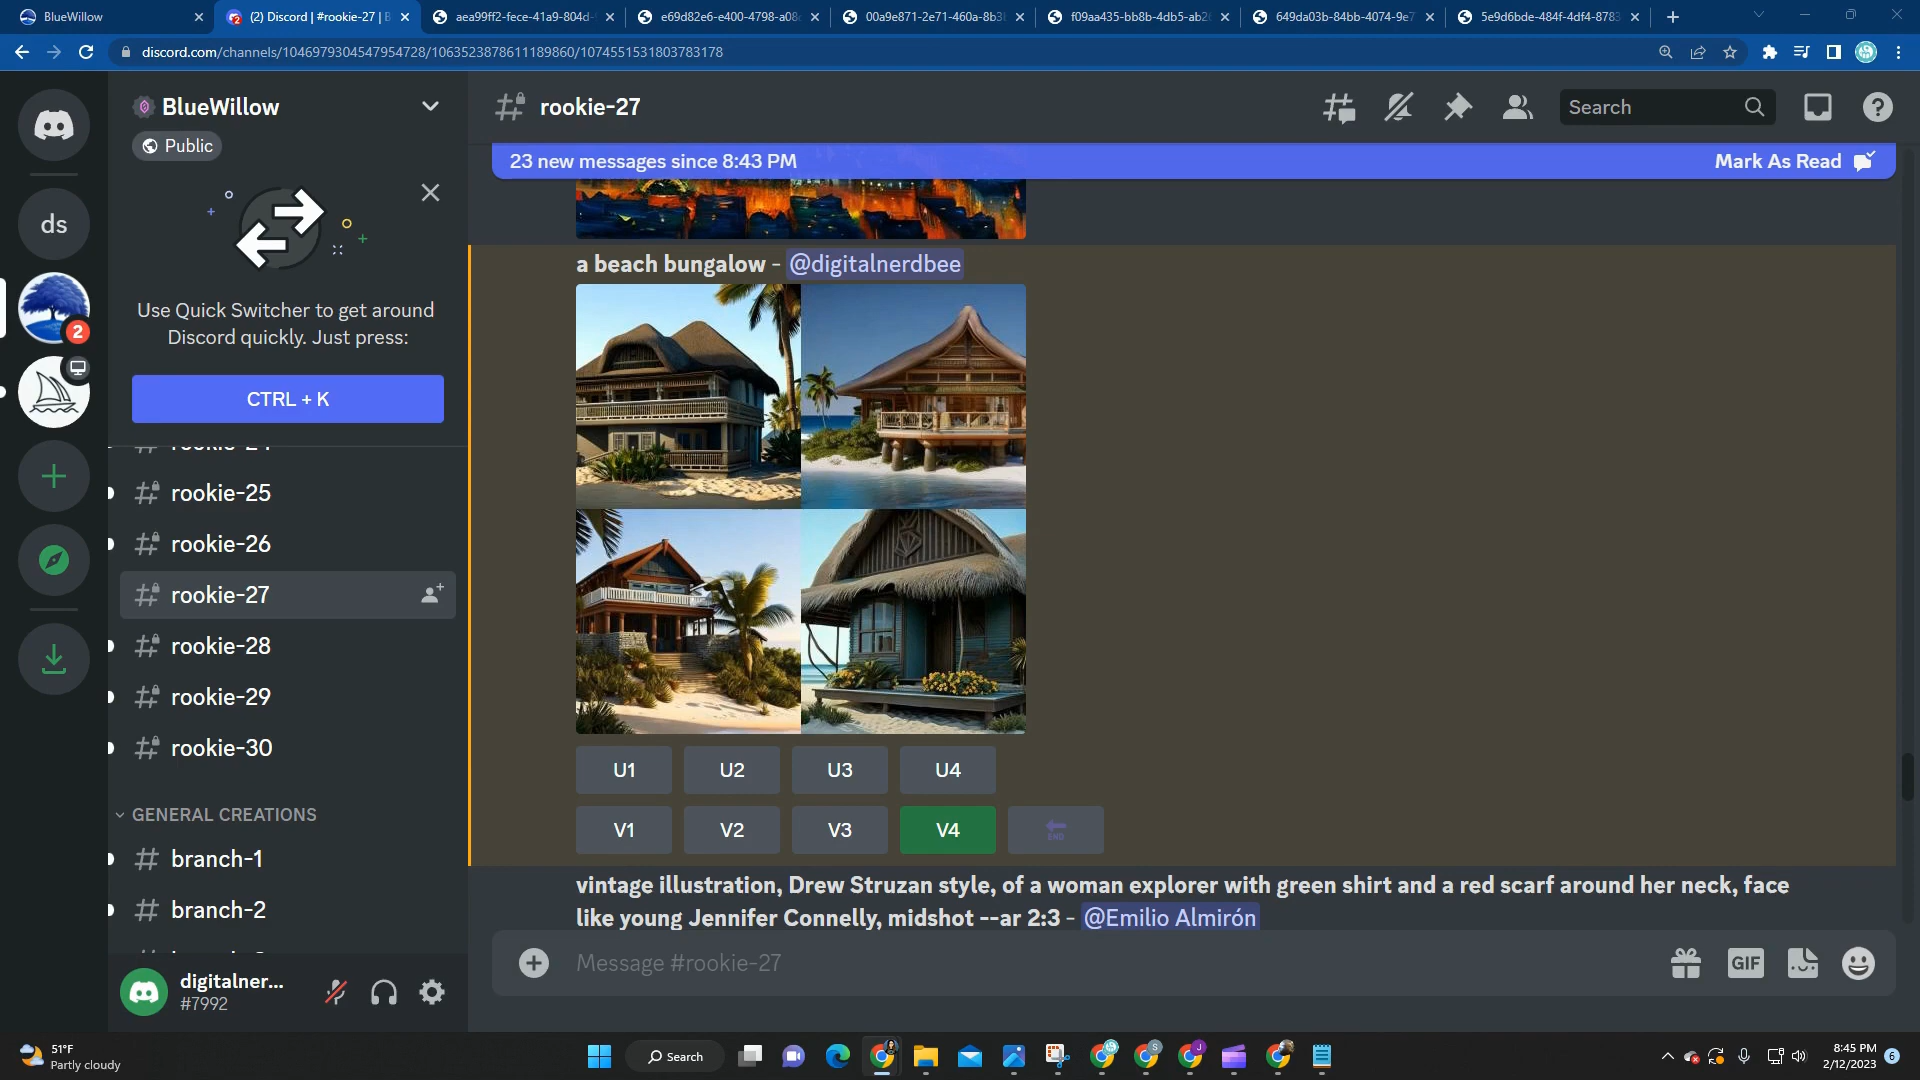 BlueWillow
(2) Discord | #rookie-27 | B
aea99ff2-fece-41a9-804d-
e69d82e6-e400-4798-a08
00a9e871-2e71-460a-8b3
f09aa435-bb8b-4db5-ab2
649da03b-84bb-4074-9e7
5e9d6bde-484f-4df4-8783
discord.com/channels/1046979304547954728/1063523878611189860/1074551531803783178
BlueWillow
Public
rookie-27
Search
23 new messages since 8:43 PM
Mark As Read
ds
2
Use Quick Switcher to get around
Discord quickly. Just press:
CTRL + K
rookie-25
rookie-26
rookie-27
rookie-28
rookie-29
rookie-30
GENERAL CREATIONS
branch-1
branch-2
a beach bungalow - @digitalnerdbee
U1
U2
U3
U4
V1
V2
V3
V4
END
vintage illustration, Drew Struzan style, of a woman explorer with green shirt and a red scarf around her neck, face
like young Jennifer Connelly, midshot --ar 2:3 - @Emilio Almirón
Message #rookie-27
GIF
digitalner...
#7992
51°F
Partly cloudy
Search
8:45 PM
2/12/2023
6